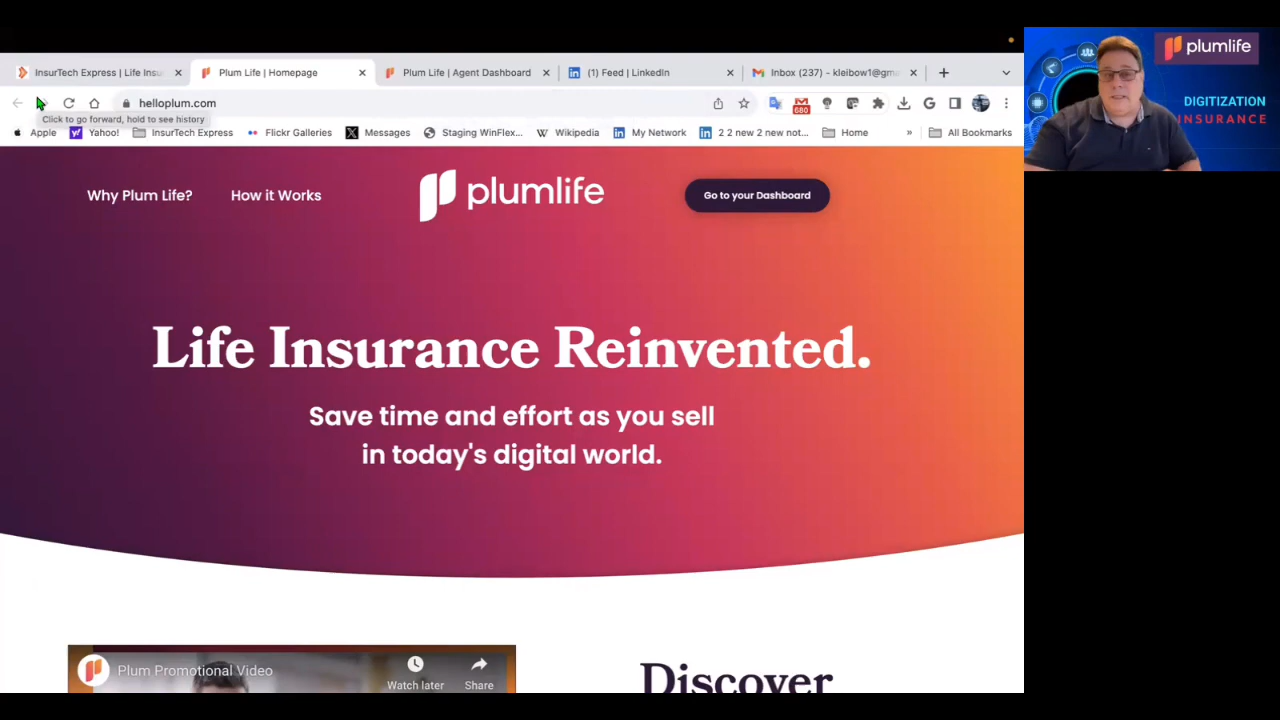 InsurTech Express | Life Insu
Plum Life | Homepage
Plum Life | Agent Dashboard
(1) Feed | LinkedIn
Inbox (237) - kleibow1@gma
helloplum.com
680
Click to go forward, hold to see history
Apple
Yahoo!
InsurTech Express
Flickr Galleries
Messages
Staging WinFlex...
Wikipedia
My Network
2 2 new 2 new not...
Home
»
All Bookmarks
Why Plum Life?
How it Works
plumlife
Go to your Dashboard
Life Insurance Reinvented.
Save time and effort as you sell
in today's digital world.
Plum Promotional Video
Watch later
Share
Discover
plumlife
DIGITIZATION
INSURANCE